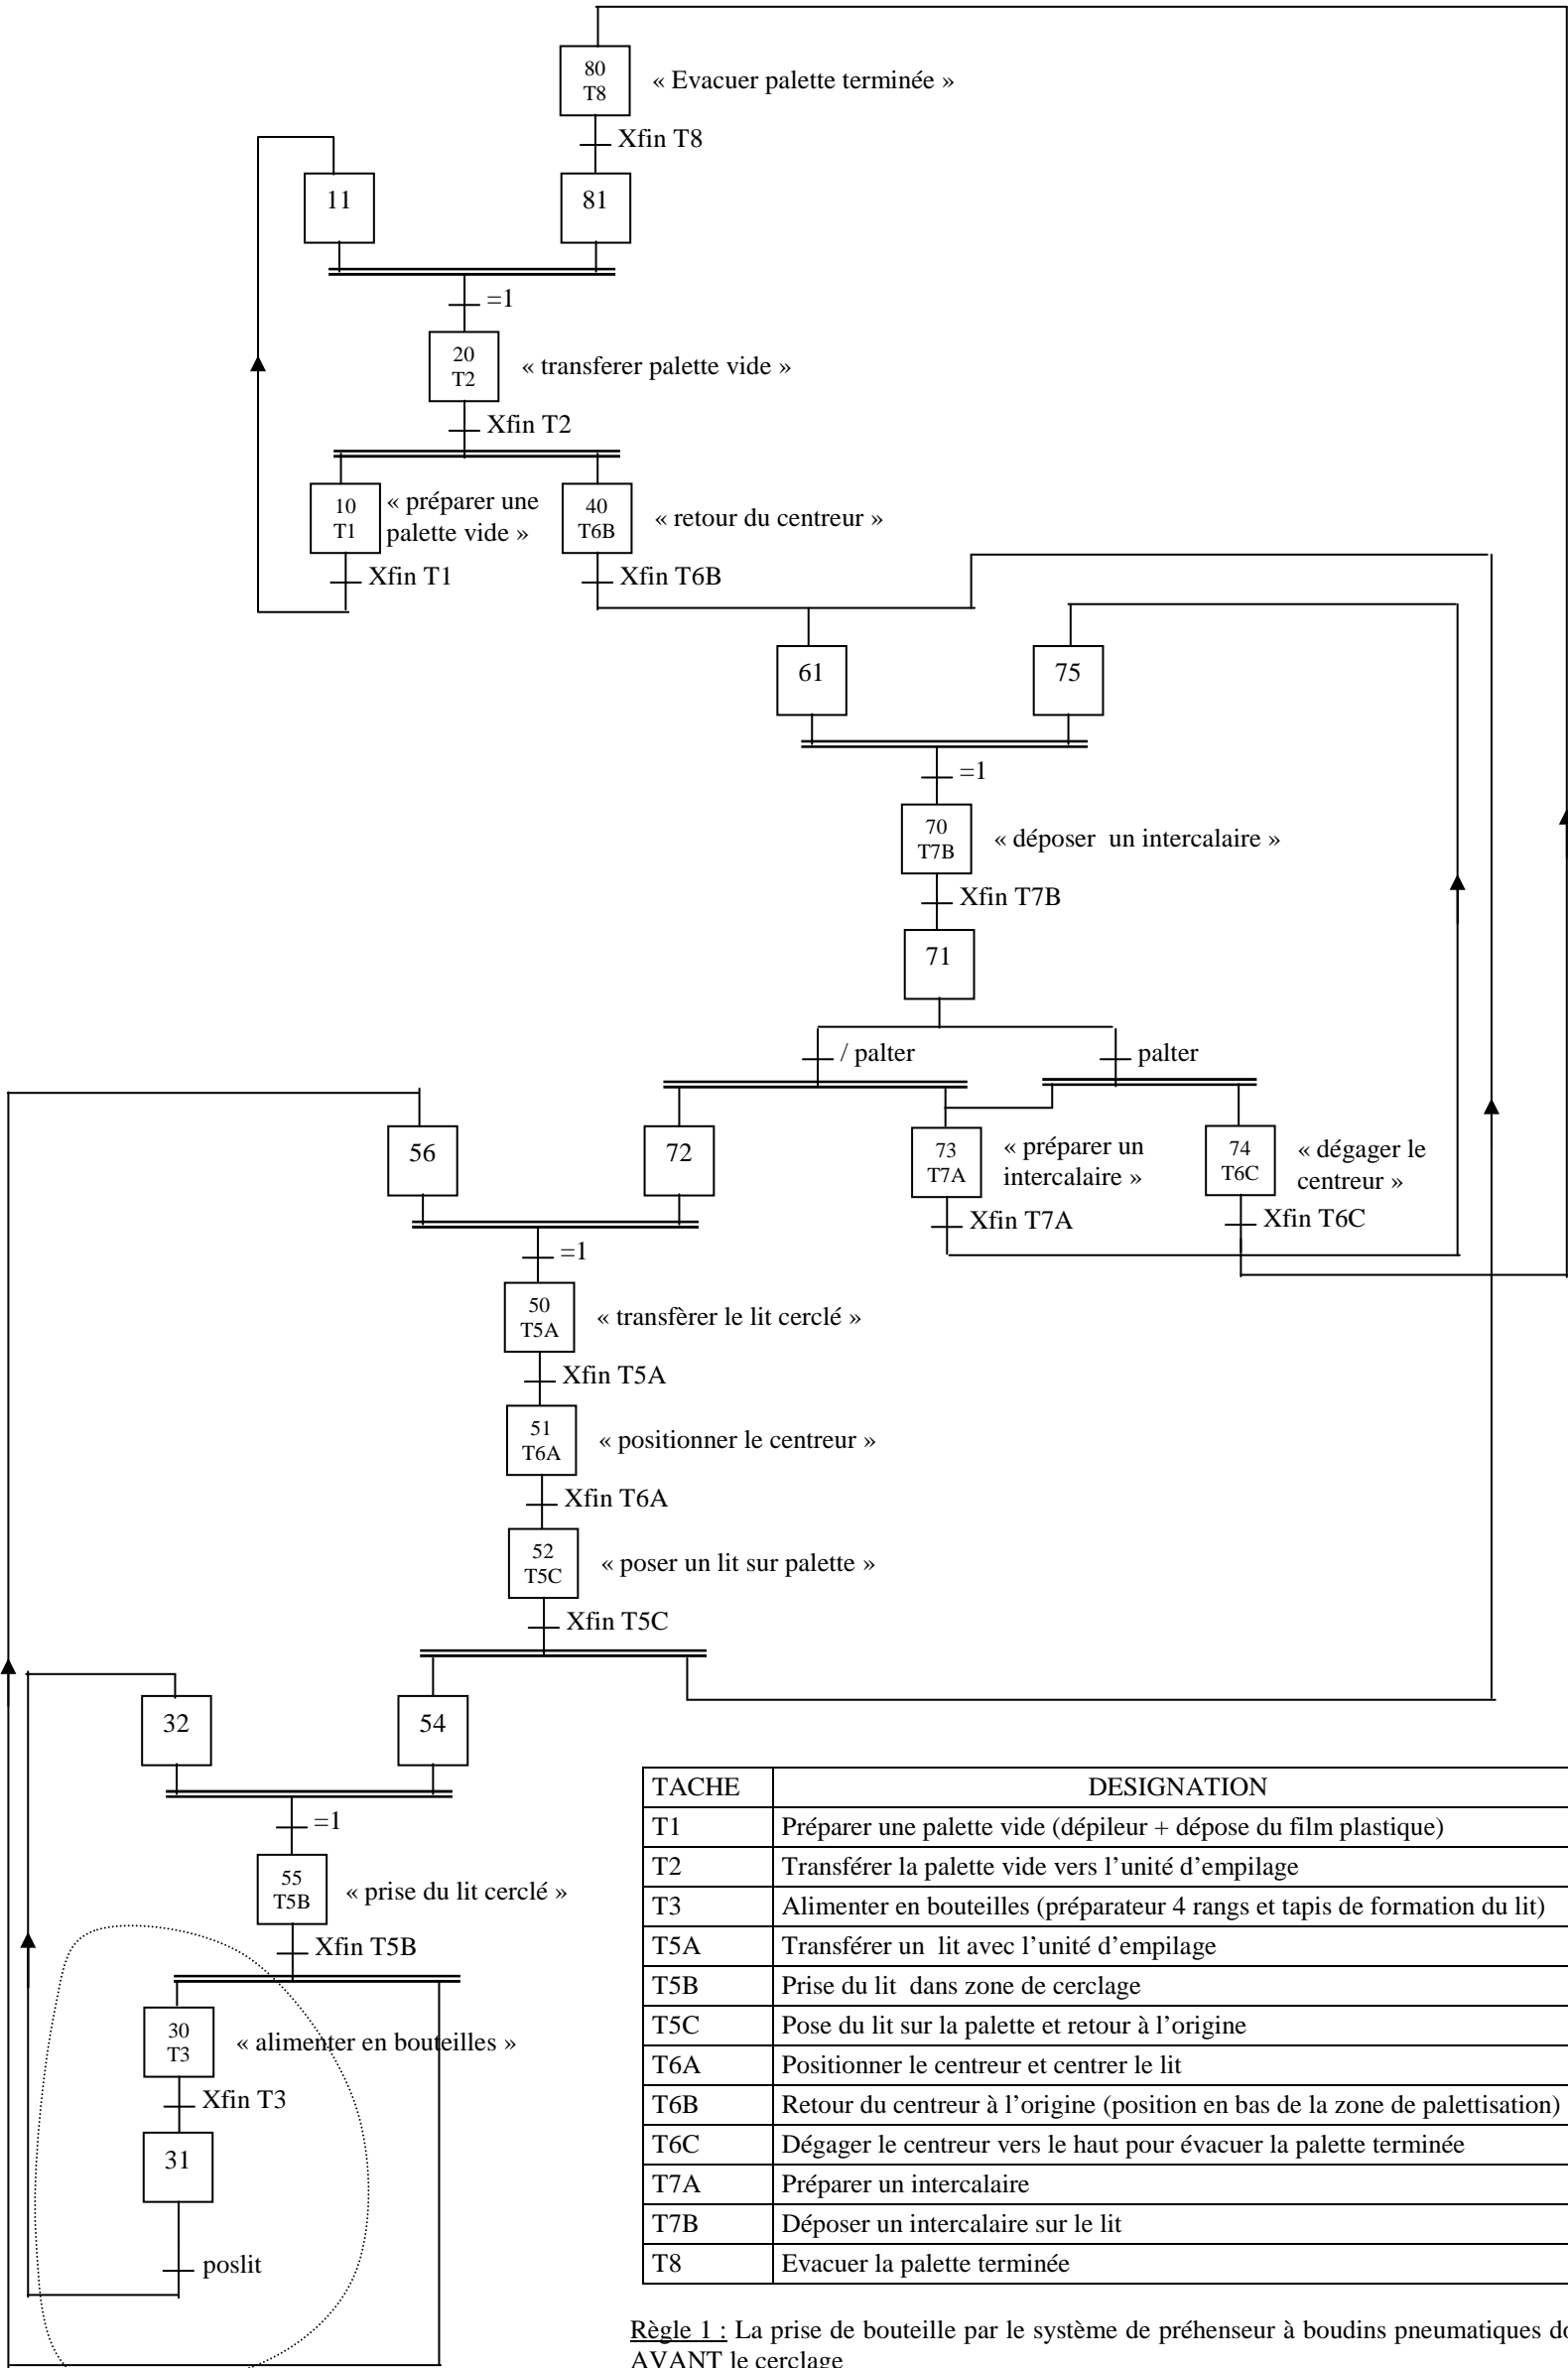 80
T8
« Evacuer palette terminée »
Xfin T8
11
81
=1
20
T2
« transferer palette vide »
Xfin T2
10
T1
« préparer une
palette vide »
40
T6B
« retour du centreur »
Xfin T1
Xfin T6B
61
75
=1
70
T7B
« déposer un intercalaire »
Xfin T7B
71
/ palter
palter
56
72
73
T7A
« préparer un
intercalaire »
74
T6C
« dégager le
centreur »
Xfin T7A
Xfin T6C
=1
50
T5A
« transfèrer le lit cerclé »
Xfin T5A
51
T6A
« positionner le centreur »
Xfin T6A
52
T5C
« poser un lit sur palette »
Xfin T5C
32
54
=1
55
T5B
« prise du lit cerclé »
Xfin T5B
30
T3
« alimenter en bouteilles »
Xfin T3
31
poslit
TACHE DESIGNATION
T1 Préparer une palette vide (dépileur + dépose du film plastique)
T2 Transférer la palette vide vers l’unité d’empilage
T3 Alimenter en bouteilles (préparateur 4 rangs et tapis de formation du lit)
T5A Transférer un lit avec l’unité d’empilage
T5B Prise du lit dans zone de cerclage
T5C Pose du lit sur la palette et retour à l’origine
T6A Positionner le centreur et centrer le lit
T6B Retour du centreur à l’origine (position en bas de la zone de palettisation)
T6C Dégager le centreur vers le haut pour évacuer la palette terminée
T7A Préparer un intercalaire
T7B Déposer un intercalaire sur le lit
T8 Evacuer la palette terminée
Règle 1 : La prise de bouteille par le système de préhenseur à boudins pneumatiques
AVANT le cerclage